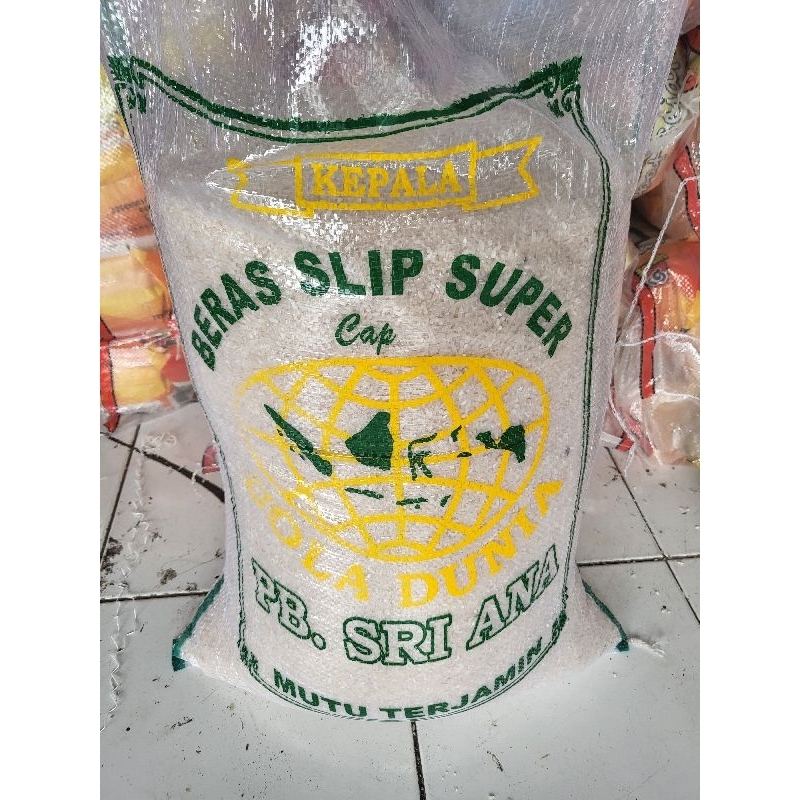 KEPALA
BERAS SLIP SUPER
Cap
BOLA DUNIA
PB. SRI ANA
MUTU TERJAMIN